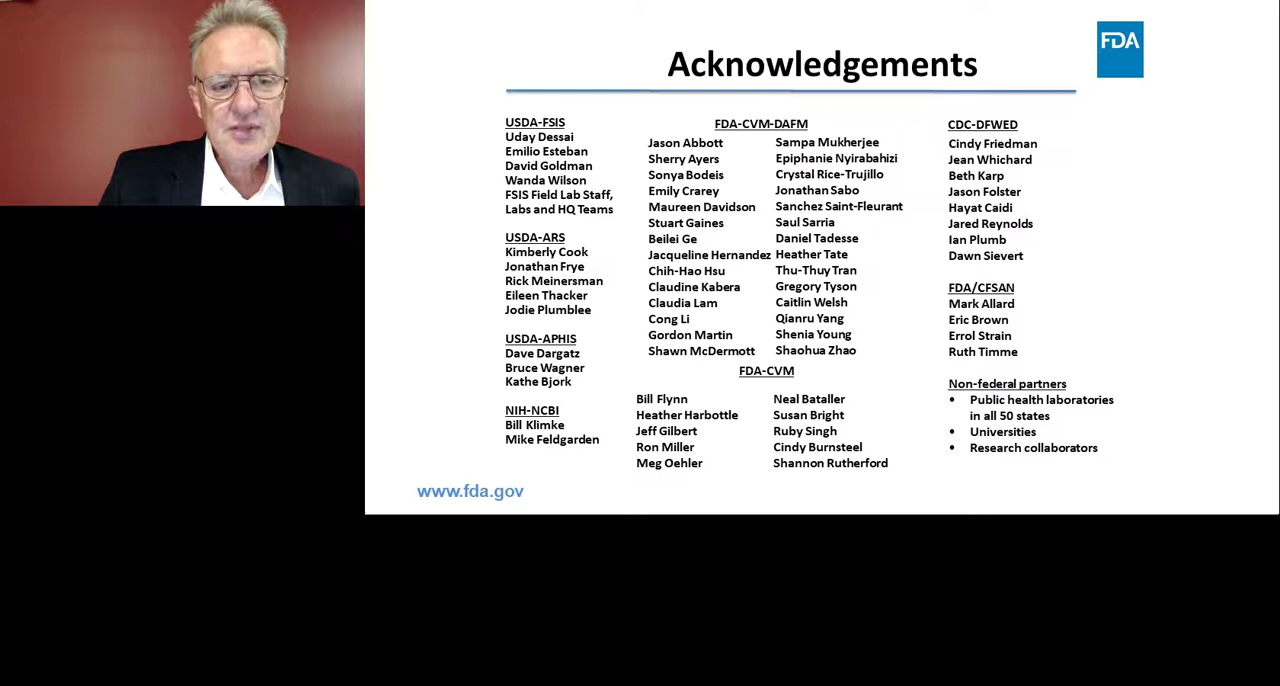 FDA
Acknowledgements
USDA-FSIS
Uday Dessai
Emilio Esteban
David Goldman
Wanda Wilson
FSIS Field Lab Staff,
Labs and HQ Teams
USDA-ARS
Kimberly Cook
Jonathan Frye
Rick Meinersman
Eileen Thacker
Jodie Plumblee
USDA-APHIS
Dave Dargatz
Bruce Wagner
Kathe Bjork
NIH-NCBI
Bill Klimke
Mike Feldgarden
FDA-CVM-DAFM
Jason Abbott
Sherry Ayers
Sonya Bodeis
Emily Crarey
Maureen Davidson
Stuart Gaines
Beilei Ge
Jacqueline Hernandez
Chih-Hao Hsu
Claudine Kabera
Claudia Lam
Cong Li
Gordon Martin
Shawn McDermott
Sampa Mukherjee
Epiphanie Nyirabahizi
Crystal Rice-Trujillo
Jonathan Sabo
Sanchez Saint-Fleurant
Saul Sarria
Daniel Tadesse
Heather Tate
Thu-Thuy Tran
Gregory Tyson
Caitlin Welsh
Qianru Yang
Shenia Young
Shaohua Zhao
FDA-CVM
Bill Flynn
Heather Harbottle
Jeff Gilbert
Ron Miller
Meg Oehler
Neal Bataller
Susan Bright
Ruby Singh
Cindy Burnsteel
Shannon Rutherford
CDC-DFWED
Cindy Friedman
Jean Whichard
Beth Karp
Jason Folster
Hayat Caidi
Jared Reynolds
Ian Plumb
Dawn Sievert
FDA/CFSAN
Mark Allard
Eric Brown
Errol Strain
Ruth Timme
Non-federal partners
• Public health laboratories
in all 50 states
• Universities
• Research collaborators
www.fda.gov